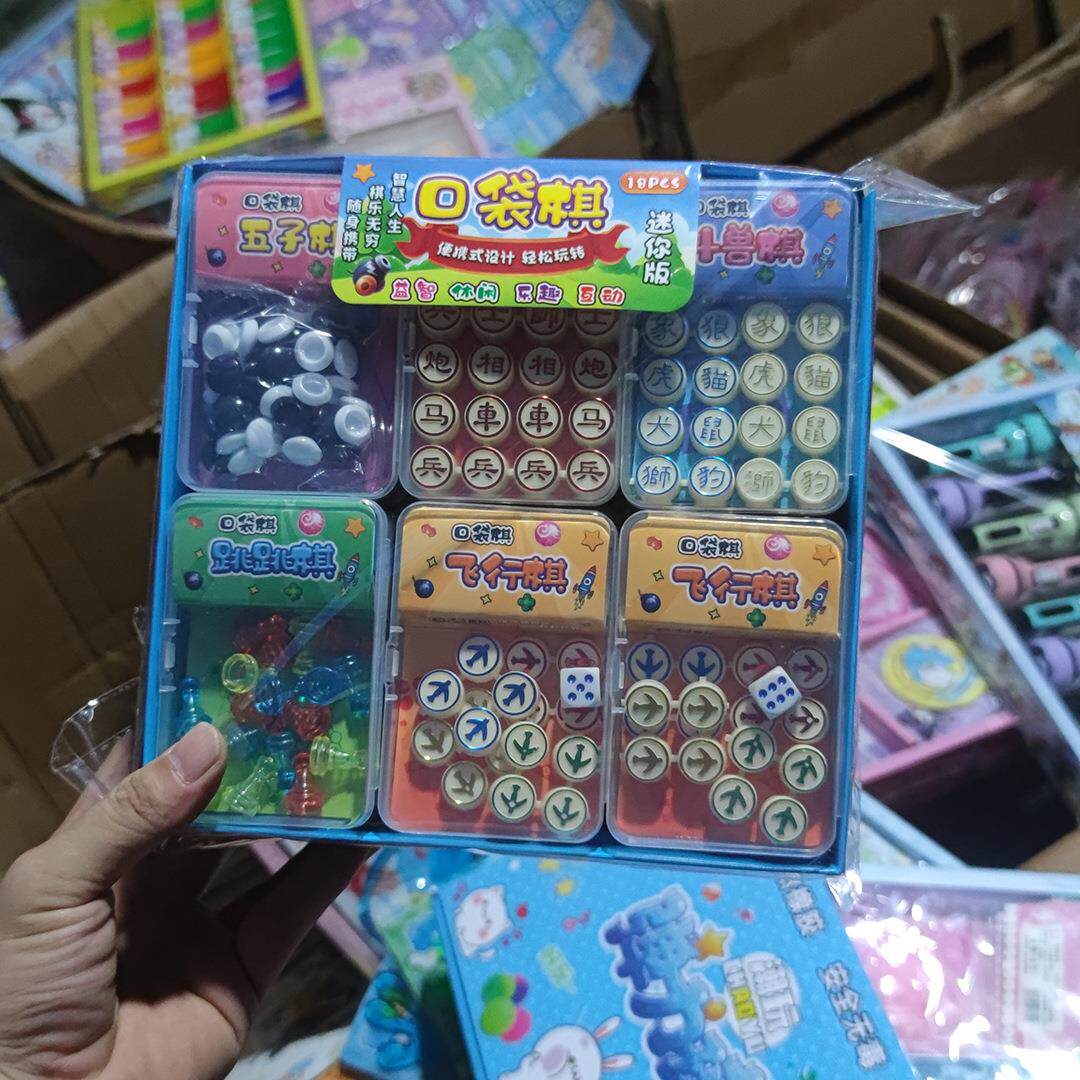 智慧人生
棋乐无穷
随身携带
口袋棋
18PCS
迷你版
便携式设计 轻松玩转
益智 休闲 乐趣 互动
口袋棋
五子棋
口袋棋
斗兽棋
兵 士 帅 士
炮 相 相 炮
马 車 車 马
兵 兵 兵 兵
象 狼 象 狼
虎 貓 虎 貓
犬 鼠 犬 鼠
獅 豹 獅 豹
口袋棋
跳跳棋
口袋棋
飞行棋
口袋棋
飞行棋
安全无毒